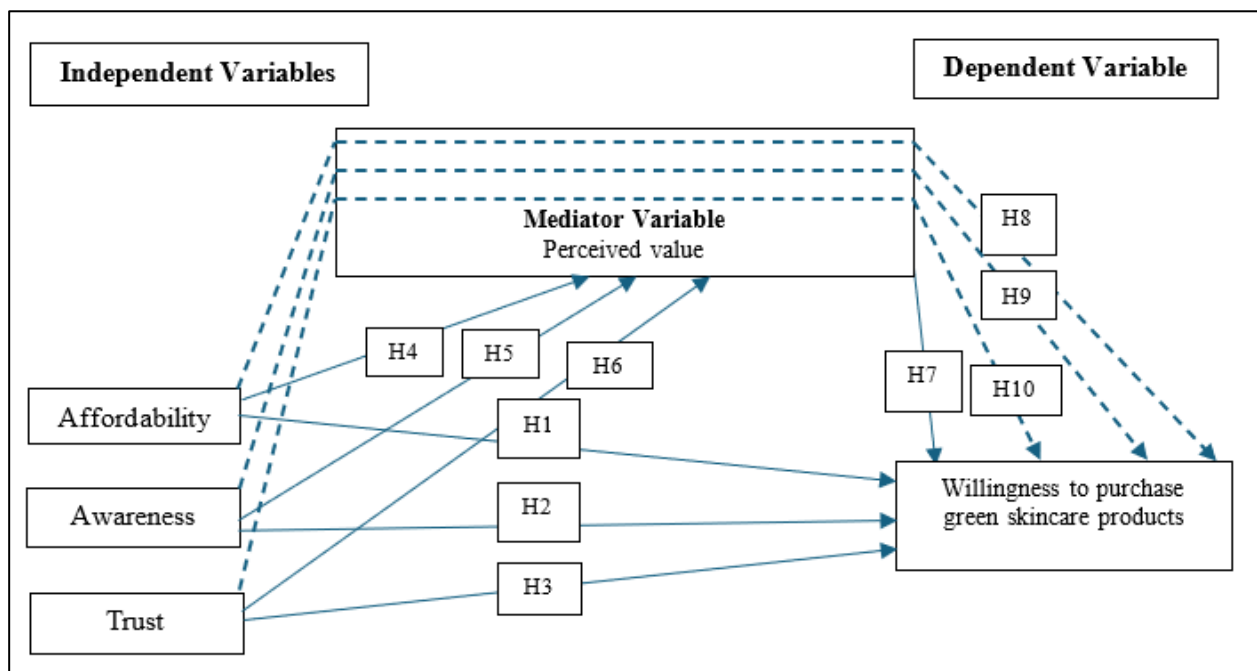 Independent Variables
Dependent Variable
Mediator Variable
Perceived value
H8
H9
H4
H5
H6
H7
H10
Affordability
H1
Awareness
H2
Willingness to purchase
green skincare products
Trust
H3